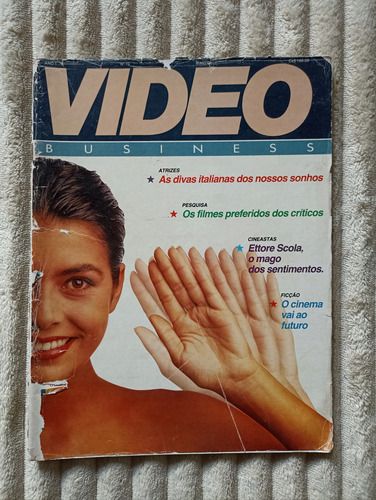 VIDEO
BUSINESS
ATRIZES
As divas italianas dos nossos sonhos
PESQUISA
Os filmes preferidos dos críticos
CINEASTAS
Ettore Scola,
o mago
dos sentimentos.
FICÇÃO
O cinema
vai ao
futuro